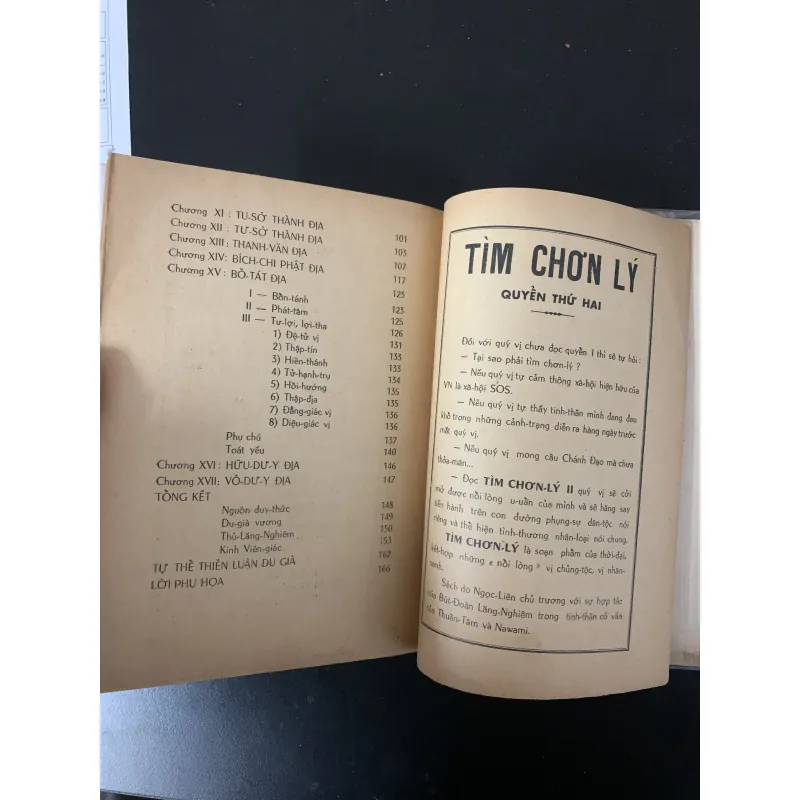 Chương XI : TU-SỞ THÀNH ĐỊA 101
Chương XII : TƯ-SỞ THÀNH ĐỊA 103
Chương XIII : THANH-VĂN ĐỊA 107
Chương XIV: BÍCH-CHI PHẬT ĐỊA 117
Chương XV: BỒ-TÁT ĐỊA 125
I — Bồn-tánh 123
II — Phát-tâm 125
III — Tự-lợi, lợi-tha 126
1) Đệ-tử vị 131
2) Thập-tín 133
3) Hiền-thánh 133
4) Tứ-hạnh-trụ 134
5) Hồi-hướng 135
6) Thập-địa 135
7) Đẳng-giác vị 136
8) Diệu-giác vị 136
Phụ chú 137
Toát yếu 140
Chương XVI : HỮU-DƯ-Y ĐỊA 146
Chương XVII: VÔ-DƯ-Y ĐỊA 147
TỔNG KẾT
Nguồn duy-thức 148
Du-già vương 149
Thủ-Lăng-Nghiêm 150
Kinh Viên-giác 153
TỰ THỂ THIỀN LUẬN DU GIÀ 162
LỜI PHỤ HỌA 166
TÌM CHƠN LÝ
QUYỂN THỨ HAI
Đối với quý vị chưa đọc quyển I thì sẽ tự hỏi :
— Tại sao phải tìm chơn-lý ?
— Nếu quý vị tự cảm thông xã-hội hiện hữu của
VN là xã-hội SOS.
— Nếu quý vị tự thấy tinh-thần mình đang đau
khổ trong những cảnh-trạng diễn ra hàng ngày trước
mắt quý vị.
— Nếu quý vị mong cầu Chánh Đạo mà chưa
thỏa-mãn...
— Đọc TÌM CHƠN-LÝ II quý vị sẽ cởi
mở được nỗi lòng u-uẩn của mình và sẽ hăng say
tiến hành trên con đường phụng-sự dân-tộc nói
riêng và thể hiện tình-thương nhân-loại nói chung.
TÌM CHƠN-LÝ là soạn phẩm của thời-đại,
kết-hợp những « nỗi lòng » vị chủng-tộc, vị nhân-
sanh.
Sách do Ngọc-Liên chủ trương với sự hợp tác
của Bút-Đoàn Lăng-Nghiêm trong tinh-thần cố vấn
của Thuần-Tâm và Nawami.